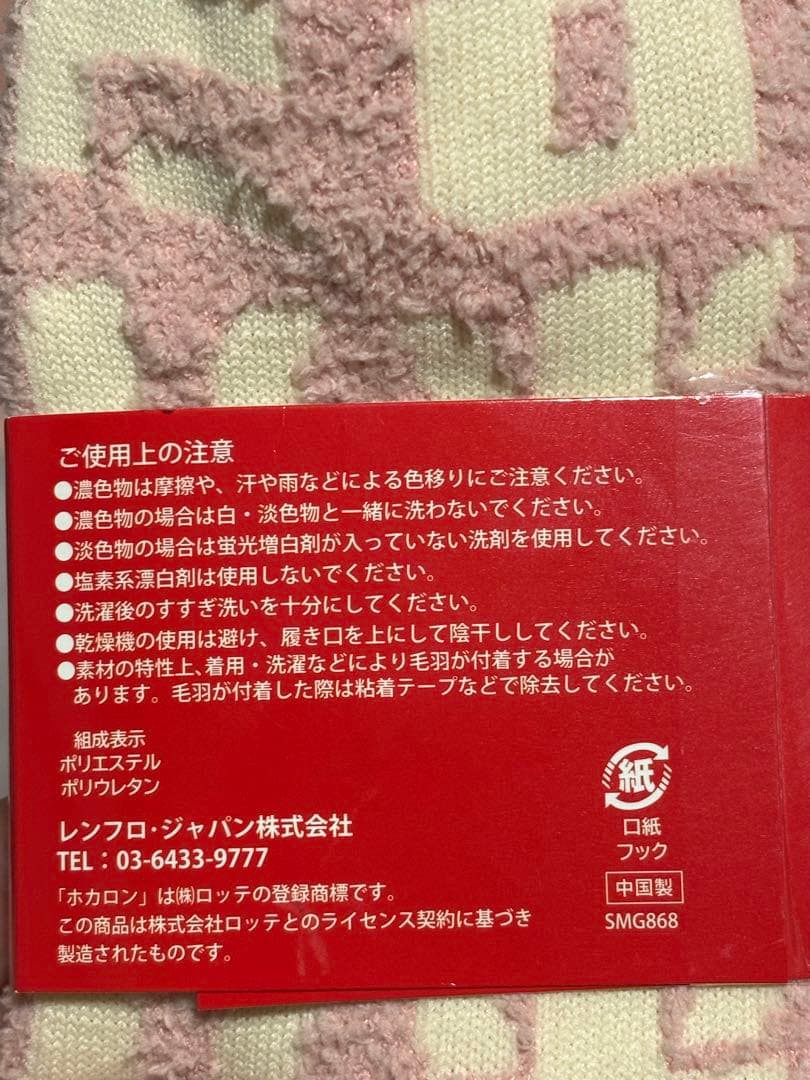 ご使用上の注意
●濃色物は摩擦や、汗や雨などによる色移りにご注意ください。
●濃色物の場合は白・淡色物と一緒に洗わないでください。
●淡色物の場合は蛍光増白剤が入っていない洗剤を使用してください。
●塩素系漂白剤は使用しないでください。
●洗濯後のすすぎ洗いを十分にしてください。
●乾燥機の使用は避け、履き口を上にして陰干ししてください。
●素材の特性上、着用・洗濯などにより毛羽が付着する場合が
あります。毛羽が付着した際は粘着テープなどで除去してください。
組成表示
ポリエステル
ポリウレタン
レンフロ・ジャパン株式会社
TEL：03-6433-9777
「ホカロン」は㈱ロッテの登録商標です。
この商品は株式会社ロッテとのライセンス契約に基づき
製造されたものです。
紙
口紙
フック
中国製
SMG868